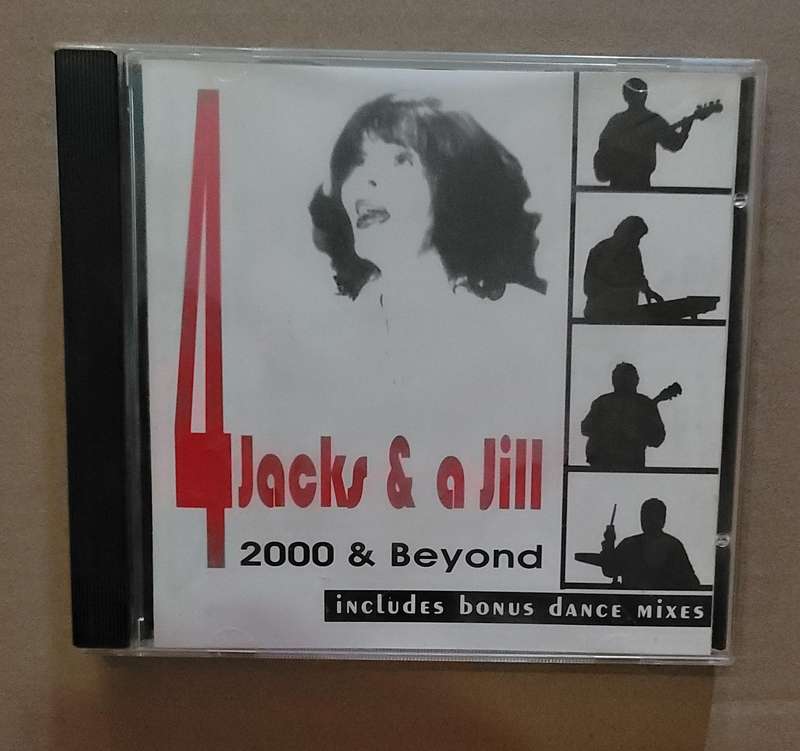 4 Jacks & a Jill
2000 & Beyond
includes bonus dance mixes